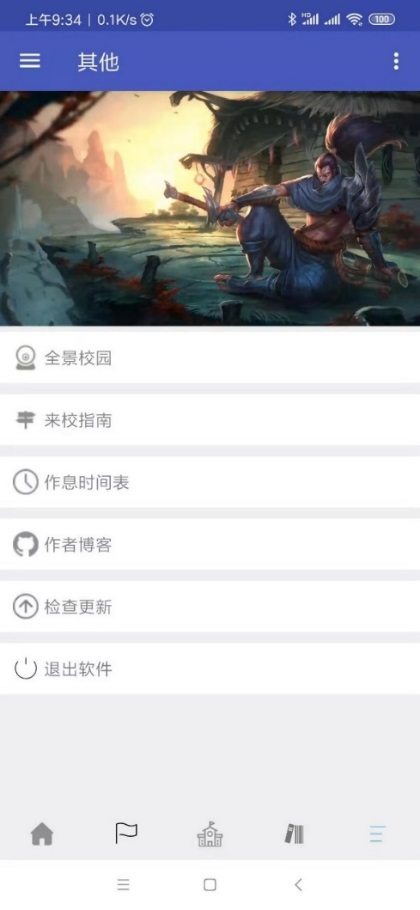 上午9:34 | 0.1K/s
HD
100
其他
全景校园
来校指南
作息时间表
作者博客
检查更新
退出软件